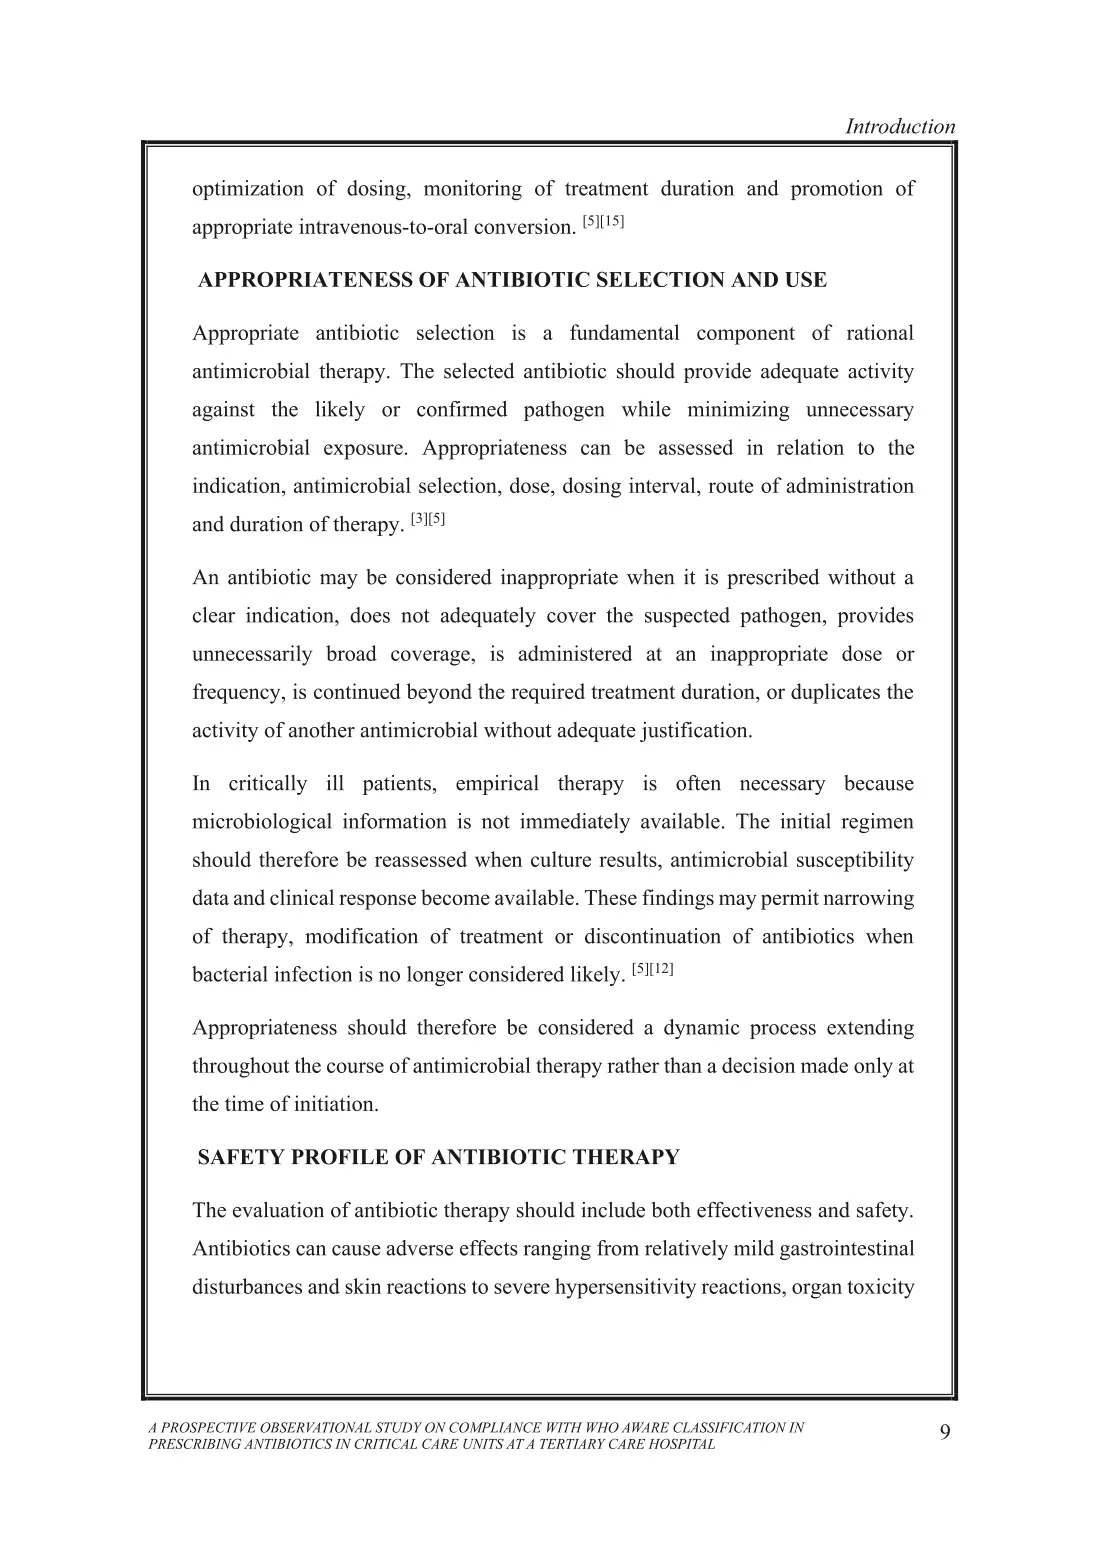 Introduction
optimization of dosing, monitoring of treatment duration and promotion of
appropriate intravenous-to-oral conversion. [5][15]
APPROPRIATENESS OF ANTIBIOTIC SELECTION AND USE
Appropriate antibiotic selection is a fundamental component of rational
antimicrobial therapy. The selected antibiotic should provide adequate activity
against the likely or confirmed pathogen while minimizing unnecessary
antimicrobial exposure. Appropriateness can be assessed in relation to the
indication, antimicrobial selection, dose, dosing interval, route of administration
and duration of therapy. [3][5]
An antibiotic may be considered inappropriate when it is prescribed without a
clear indication, does not adequately cover the suspected pathogen, provides
unnecessarily broad coverage, is administered at an inappropriate dose or
frequency, is continued beyond the required treatment duration, or duplicates the
activity of another antimicrobial without adequate justification.
In critically ill patients, empirical therapy is often necessary because
microbiological information is not immediately available. The initial regimen
should therefore be reassessed when culture results, antimicrobial susceptibility
data and clinical response become available. These findings may permit narrowing
of therapy, modification of treatment or discontinuation of antibiotics when
bacterial infection is no longer considered likely. [5][12]
Appropriateness should therefore be considered a dynamic process extending
throughout the course of antimicrobial therapy rather than a decision made only at
the time of initiation.
SAFETY PROFILE OF ANTIBIOTIC THERAPY
The evaluation of antibiotic therapy should include both effectiveness and safety.
Antibiotics can cause adverse effects ranging from relatively mild gastrointestinal
disturbances and skin reactions to severe hypersensitivity reactions, organ toxicity
A PROSPECTIVE OBSERVATIONAL STUDY ON COMPLIANCE WITH WHO AWARE CLASSIFICATION IN
PRESCRIBING ANTIBIOTICS IN CRITICAL CARE UNITS AT A TERTIARY CARE HOSPITAL
9